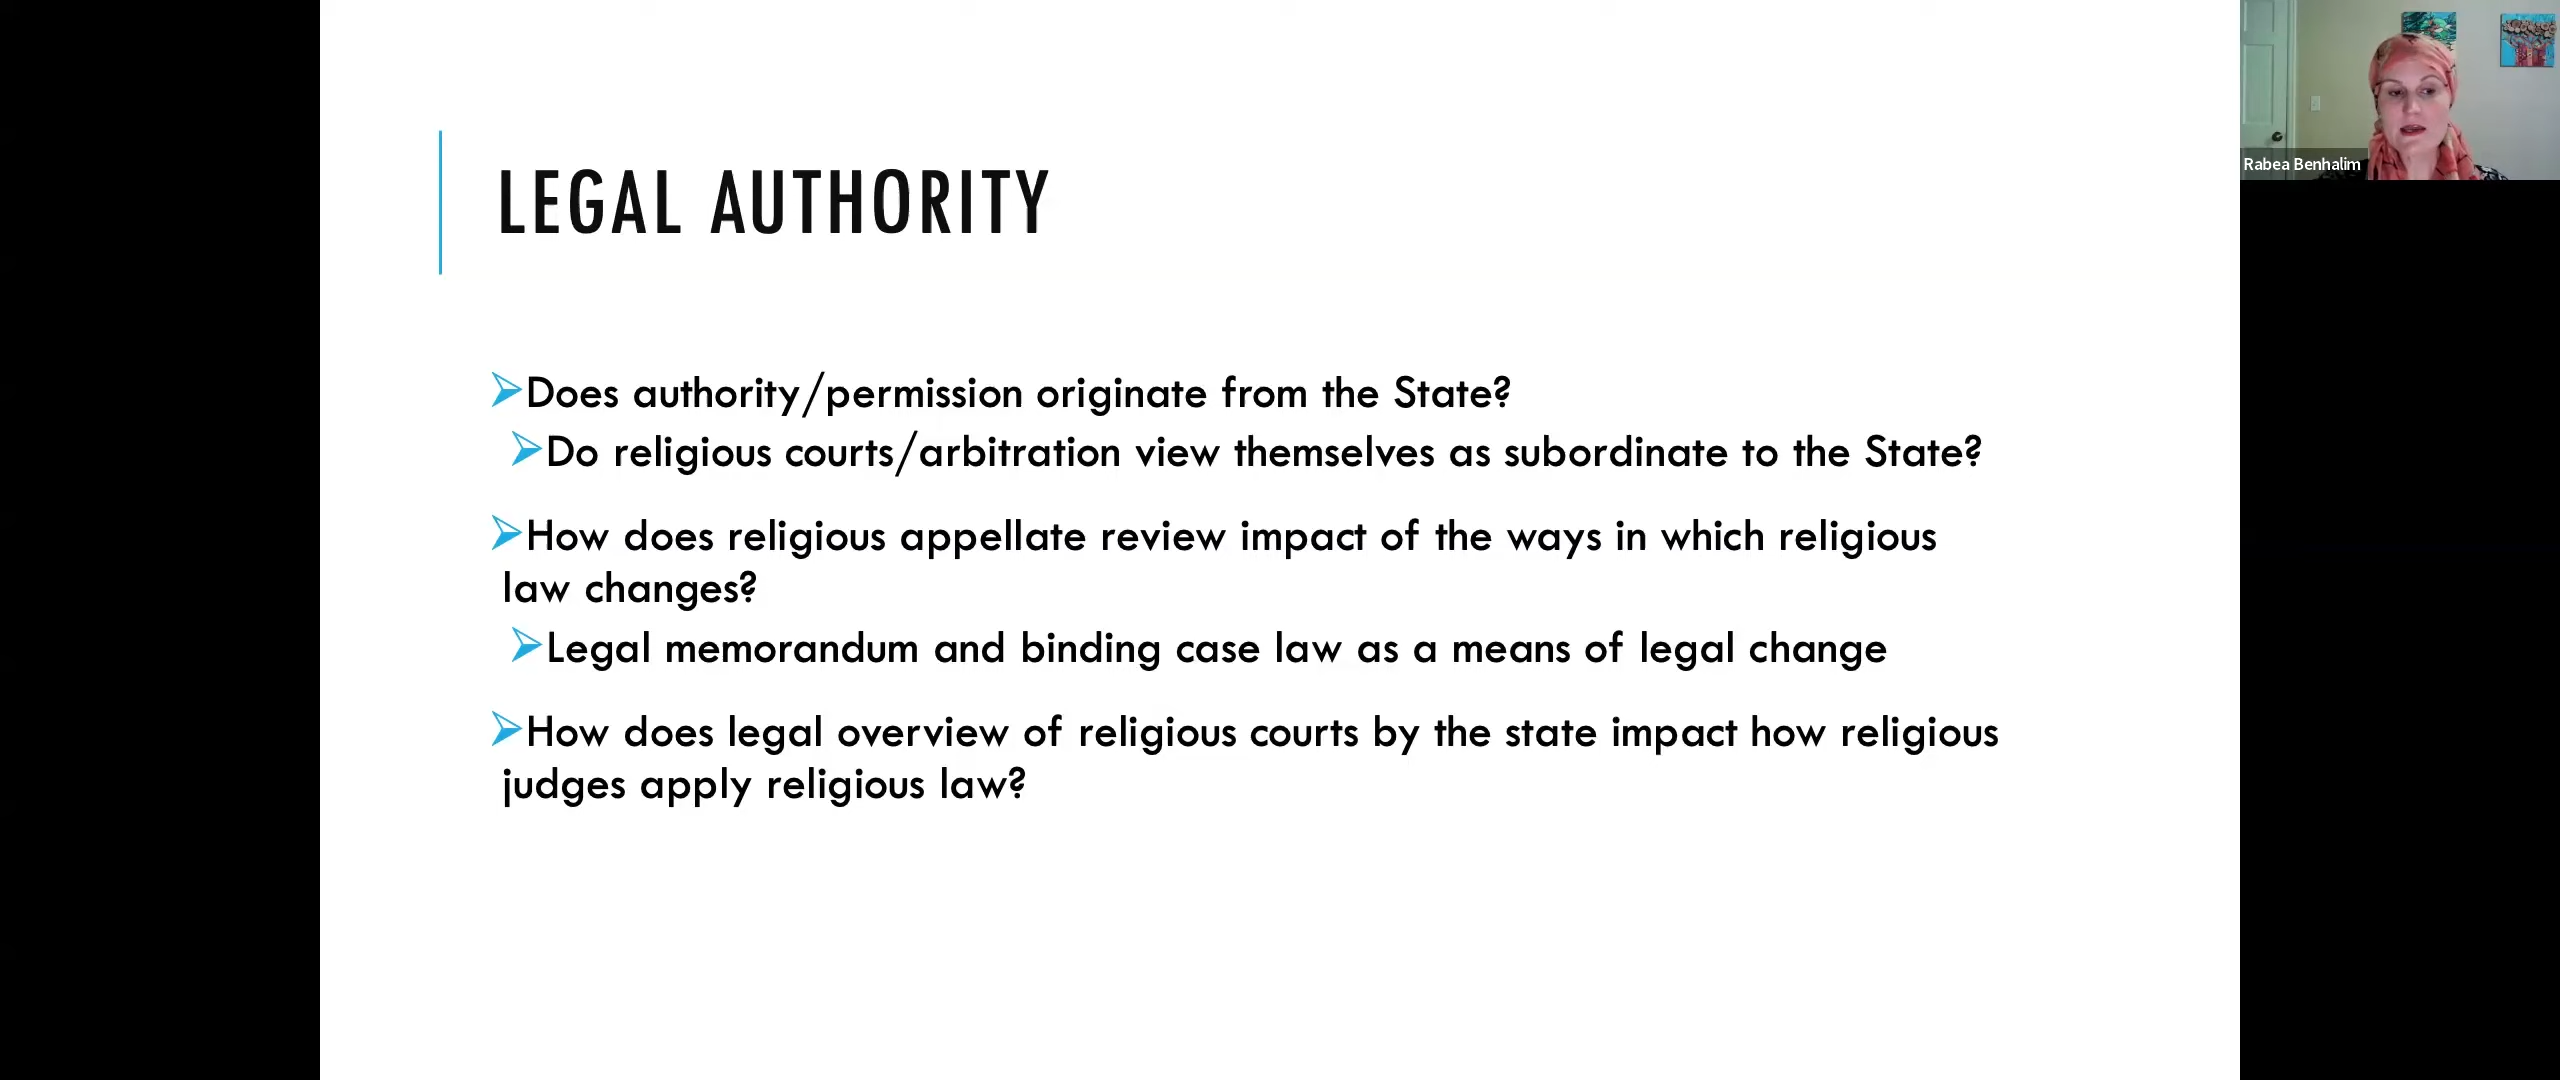 LEGAL AUTHORITY
Does authority/permission originate from the State?
Do religious courts/arbitration view themselves as subordinate to the State?
How does religious appellate review impact of the ways in which religious
law changes?
Legal memorandum and binding case law as a means of legal change
How does legal overview of religious courts by the state impact how religious
judges apply religious law?
Rabea Benhalim